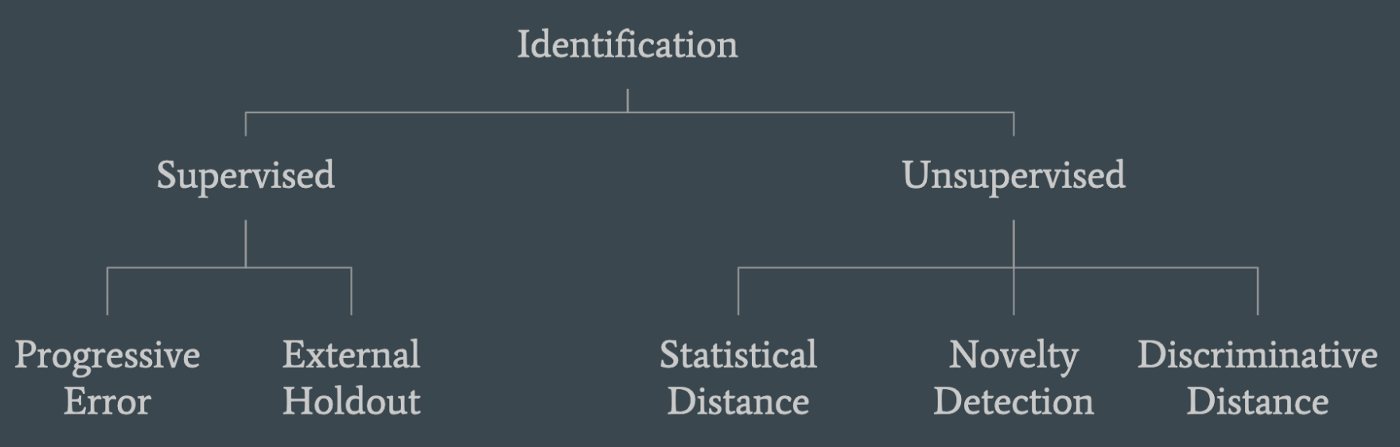 Identification
Supervised
Unsupervised
Progressive
Error
External
Holdout
Statistical
Distance
Novelty
Detection
Discriminative
Distance